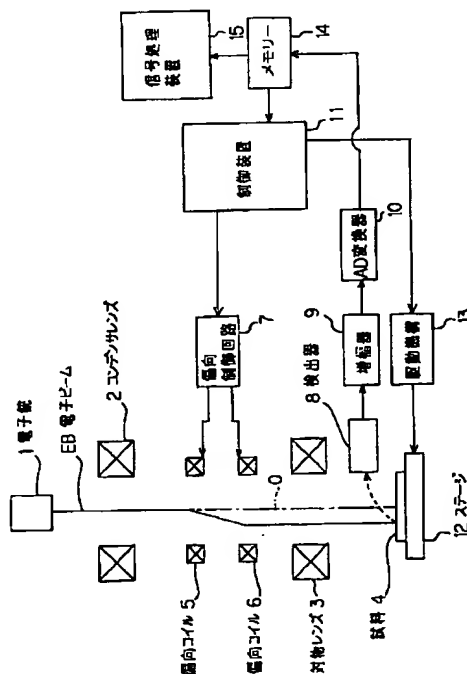 1 電子銃
EB 電子ビーム
2 コンデンサレンズ
偏向コイル 5
偏向コイル 6
対物レンズ 3
試料 4
12 ステージ
O
偏向
制御回路
7
8 検出器
増幅器
9
AD変換器
10
駆動機構
13
制御装置
11
メモリー
14
信号処理
装置
15